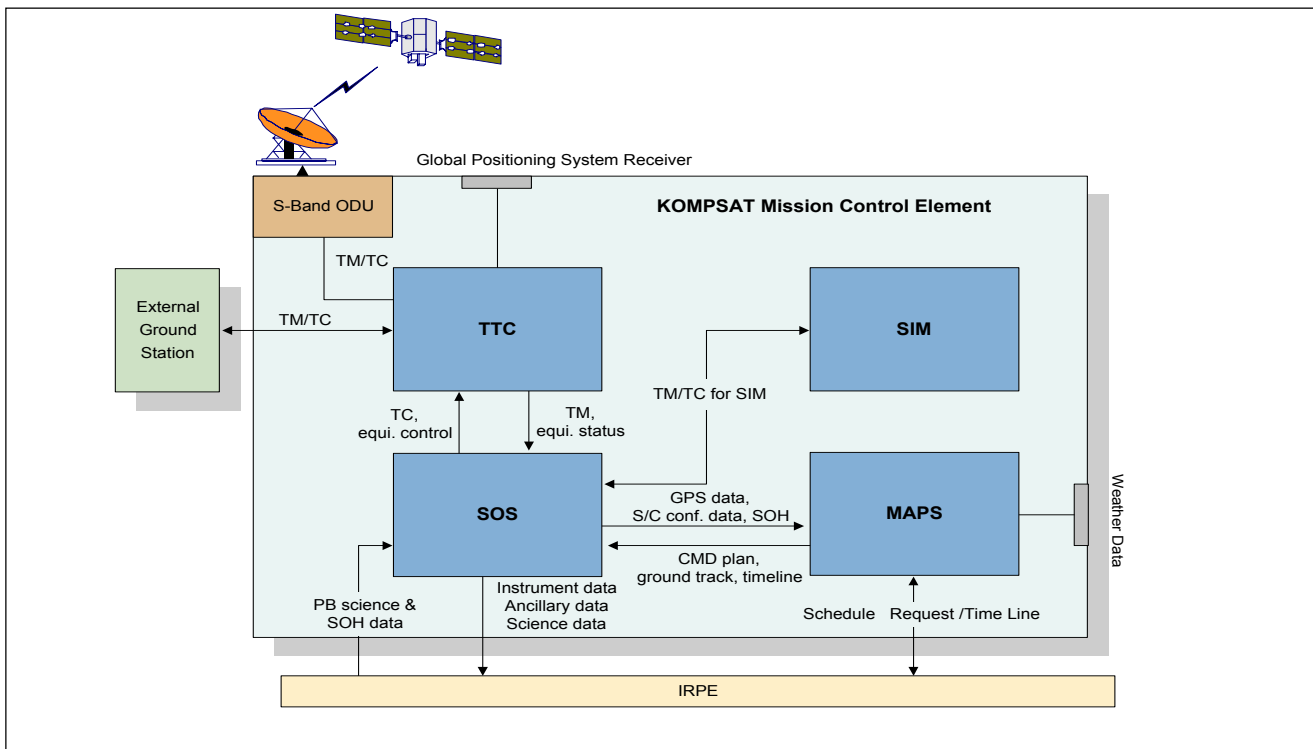 Global Positioning System Receiver
S-Band ODU
KOMPSAT Mission Control Element
TM/TC
External
Ground
Station
TM/TC
TTC
SIM
TM/TC for SIM
TC,
equi. control
TM,
equi. status
SOS
GPS data,
S/C conf. data, SOH
MAPS
Weather Data
CMD plan,
ground track, timeline
PB science &
SOH data
Instrument data
Ancillary data
Science data
Schedule Request /Time Line
IRPE